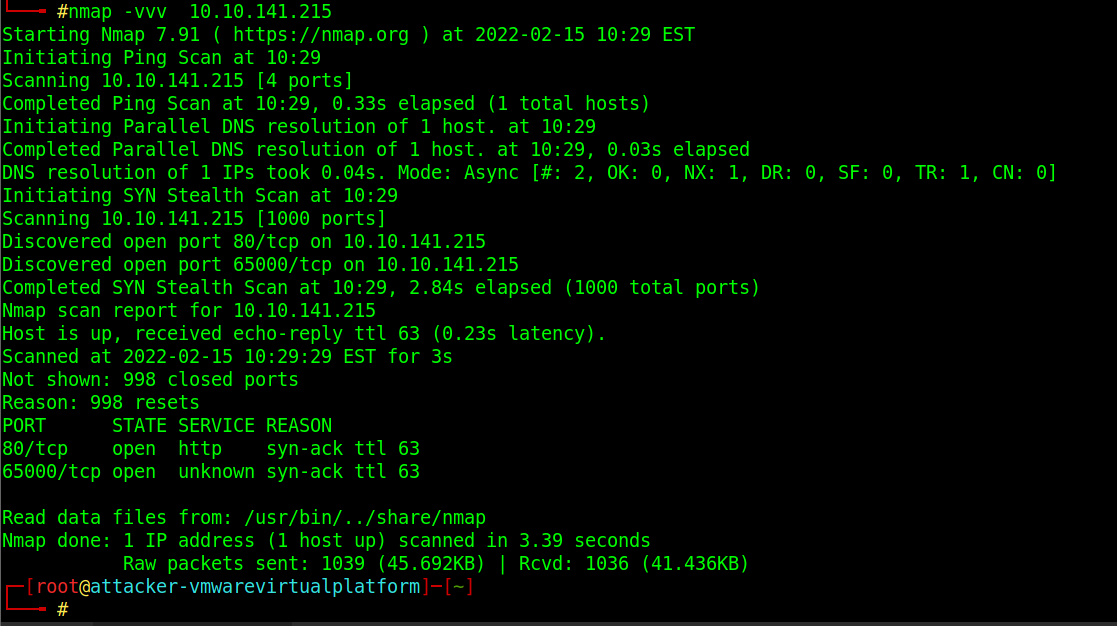 #nmap -vvv  10.10.141.215
Starting Nmap 7.91 ( https://nmap.org ) at 2022-02-15 10:29 EST
Initiating Ping Scan at 10:29
Scanning 10.10.141.215 [4 ports]
Completed Ping Scan at 10:29, 0.33s elapsed (1 total hosts)
Initiating Parallel DNS resolution of 1 host. at 10:29
Completed Parallel DNS resolution of 1 host. at 10:29, 0.03s elapsed
DNS resolution of 1 IPs took 0.04s. Mode: Async [#: 2, OK: 0, NX: 1, DR: 0, SF: 0, TR: 1, CN: 0]
Initiating SYN Stealth Scan at 10:29
Scanning 10.10.141.215 [1000 ports]
Discovered open port 80/tcp on 10.10.141.215
Discovered open port 65000/tcp on 10.10.141.215
Completed SYN Stealth Scan at 10:29, 2.84s elapsed (1000 total ports)
Nmap scan report for 10.10.141.215
Host is up, received echo-reply ttl 63 (0.23s latency).
Scanned at 2022-02-15 10:29:29 EST for 3s
Not shown: 998 closed ports
Reason: 998 resets
PORT      STATE SERVICE REASON
80/tcp    open  http    syn-ack ttl 63
65000/tcp open  unknown syn-ack ttl 63

Read data files from: /usr/bin/../share/nmap
Nmap done: 1 IP address (1 host up) scanned in 3.39 seconds
           Raw packets sent: 1039 (45.692KB) | Rcvd: 1036 (41.436KB)
┌─[root@attacker-vmwarevirtualplatform]─[~]
└──╼ #